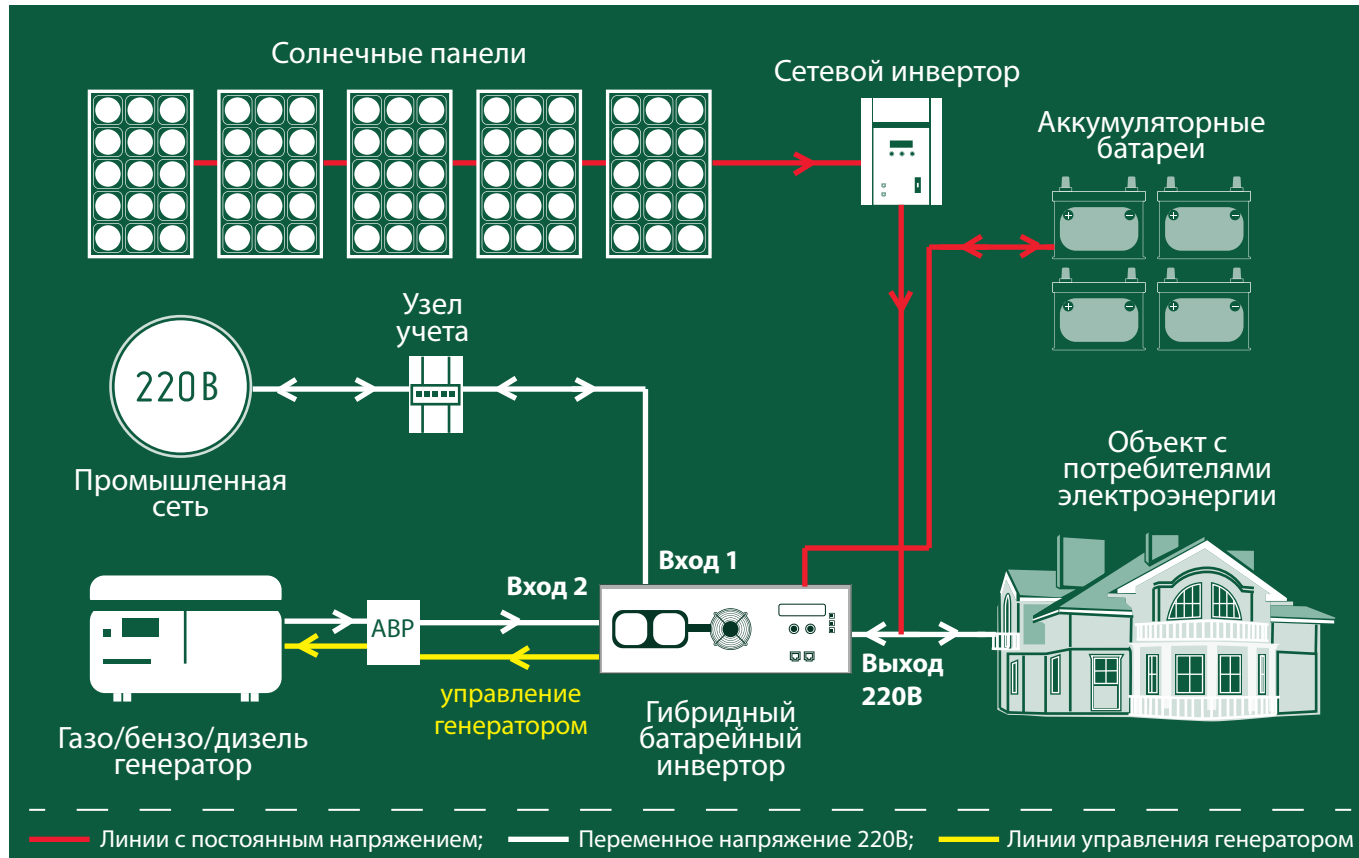 Солнечные панели
Сетевой инвертор
Аккумуляторные
батареи
Узел
учета
220В
Промышленная
сеть
Объект с
потребителями
электроэнергии
Вход 1
Вход 2
АВР
Выход
220В
управление
генератором
Гибридный
батарейный
инвертор
Газо/бензо/дизель
генератор
Линии с постоянным напряжением;
Переменное напряжение 220В;
Линии управления генератором